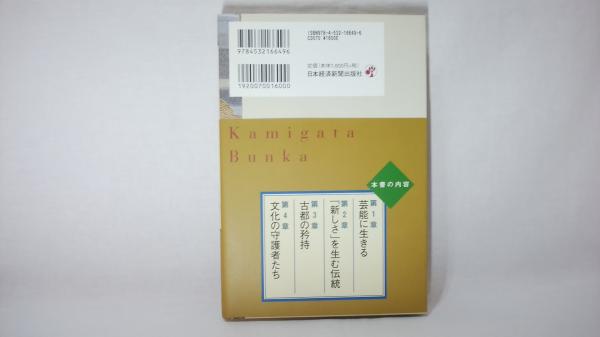 ISBN978-4-532-16649-6
C0070 ¥1600E
9784532166496
定価(本体1,600円+税)
日本経済新聞出版社
1920070016000
Kamigata
Bunka
本書の内容
第1章
芸能に生きる
第2章
「新しさ」を生む伝統
第3章
古都の矜持
第4章
文化の守護者たち